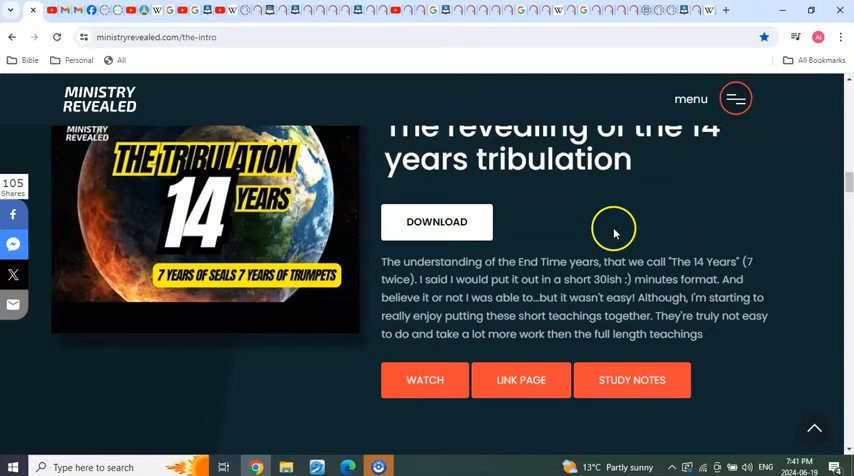 ministryrevealed.com/the-intro
Bible
Personal
All
All Bookmarks
MINISTRY
REVEALED
menu
MINISTRY
REVEALED
THE TRIBULATION
14 YEARS
7 YEARS OF SEALS 7 YEARS OF TRUMPETS
The revealing of the 14
years tribulation
DOWNLOAD
The understanding of the End Time years, that we call "The 14 Years" (7
twice). I said I would put it out in a short 30ish :) minutes format. And
believe it or not I was able to...but it wasn't easy! Although, I'm starting to
really enjoy putting these short teachings together. They're truly not easy
to do and take a lot more work then the full length teachings
WATCH
LINK PAGE
STUDY NOTES
105
Shares
Type here to search
13°C Partly sunny
ENG
7:41 PM
2024-06-19